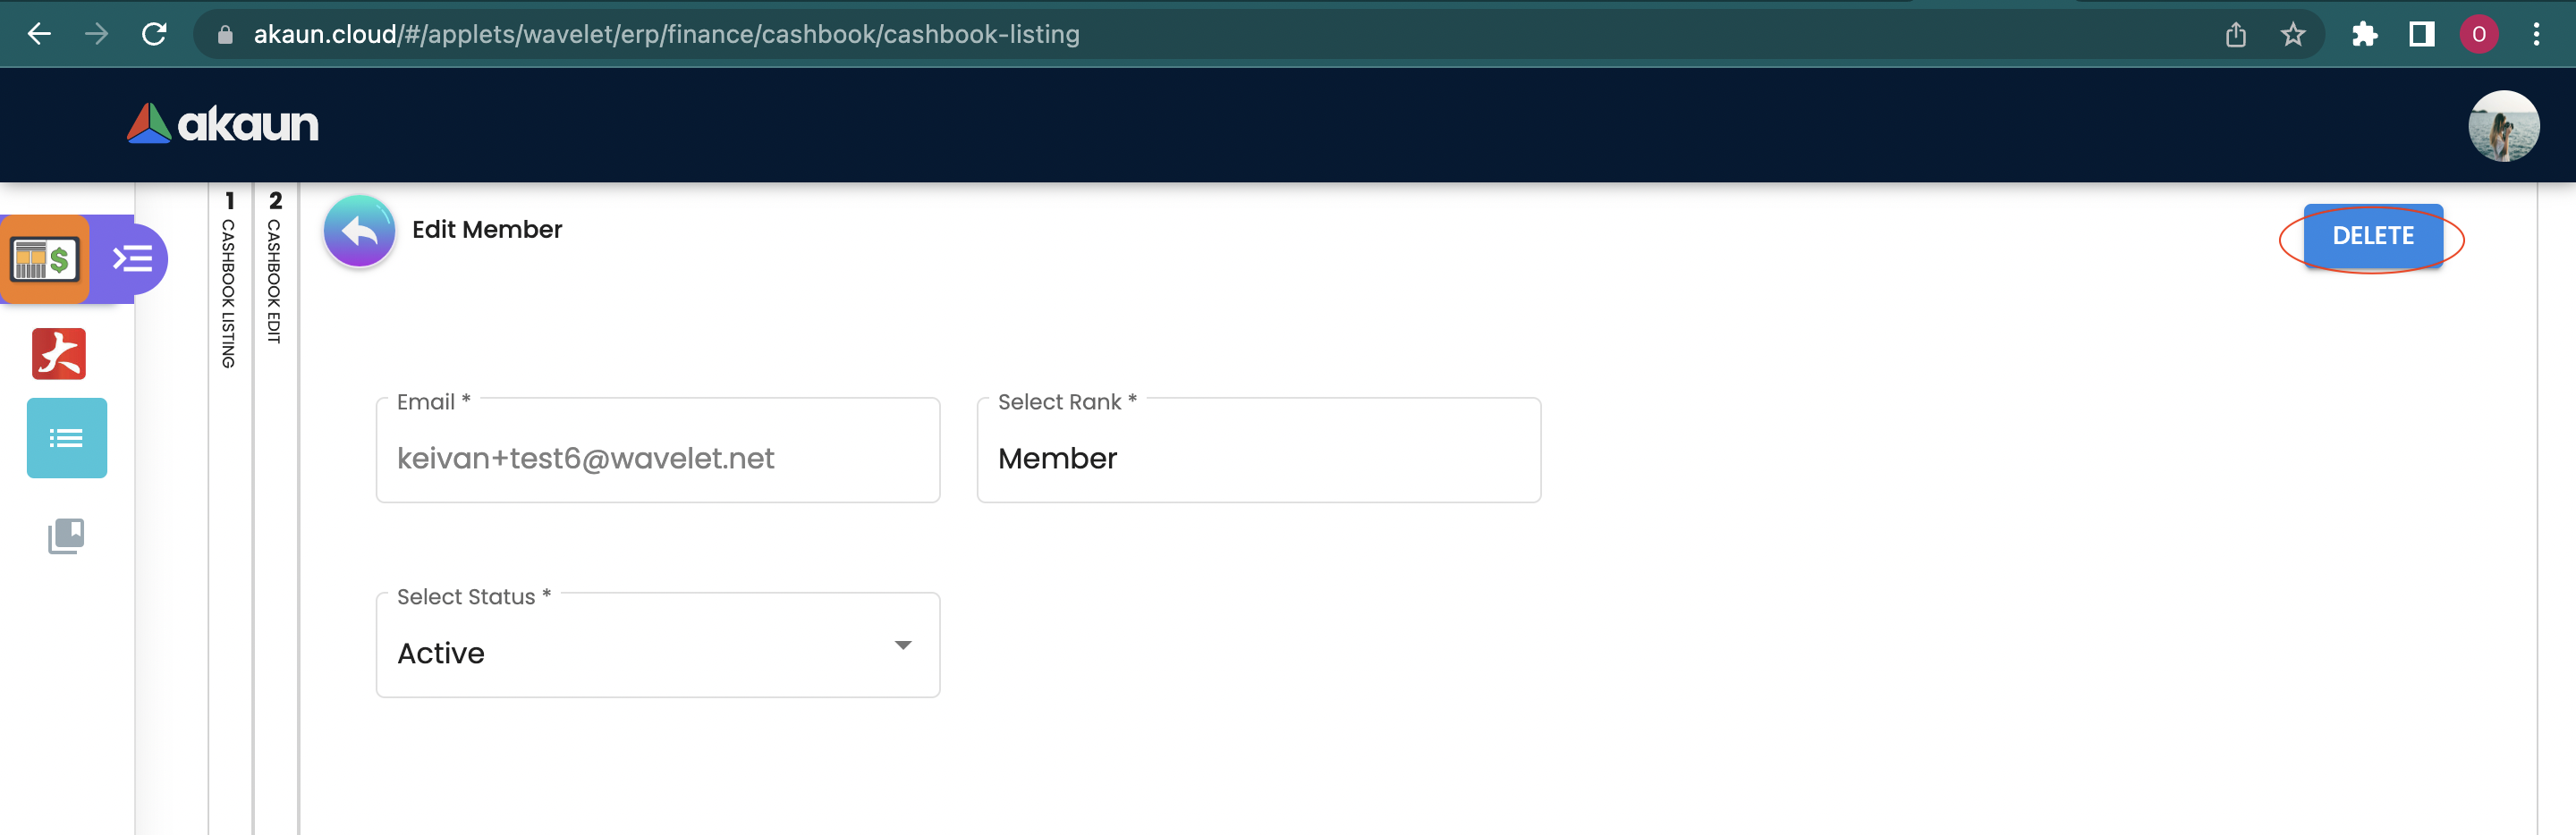 akaun.cloud/#/applets/wavelet/erp/finance/cashbook/cashbook-listing
O
akaun
1
CASHBOOK LISTING
2
CASHBOOK EDIT
Edit Member
DELETE
$
Email *
keivan+test6@wavelet.net
Select Rank *
Member
Select Status *
Active